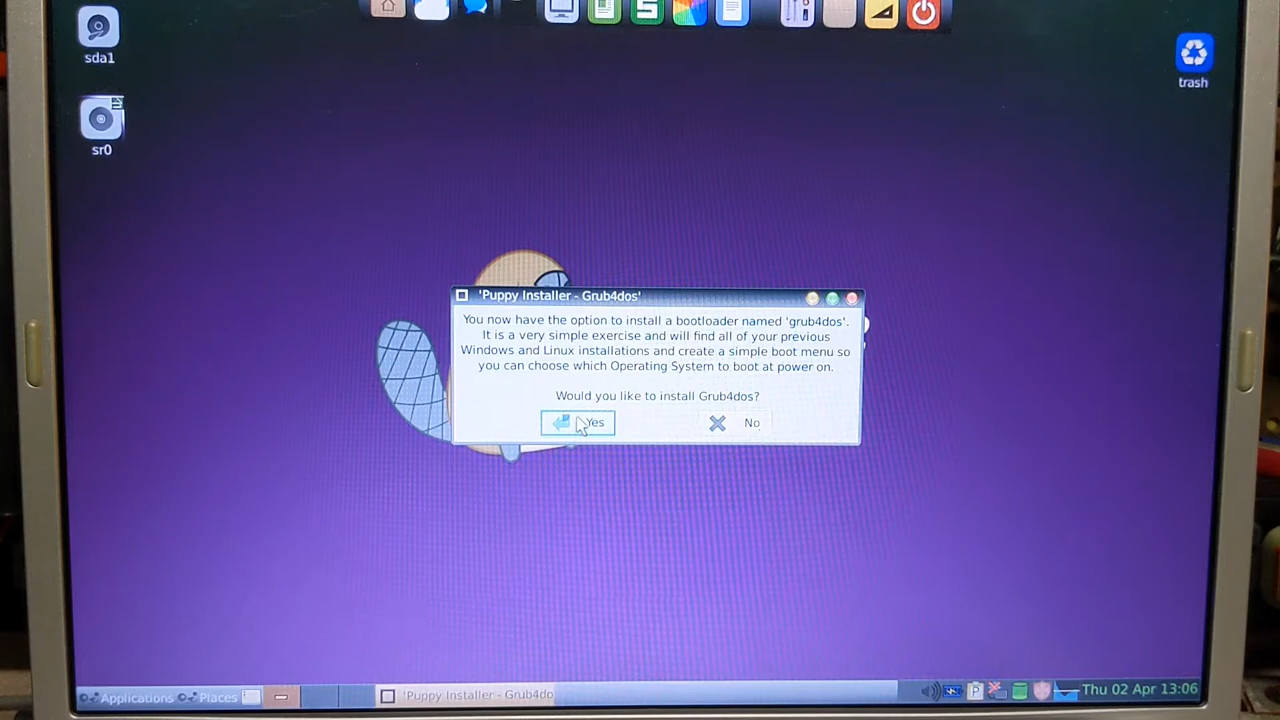 sda1
sr0
trash
'Puppy Installer - Grub4dos'
You now have the option to install a bootloader named 'grub4dos'.
It is a very simple exercise and will find all of your previous
Windows and Linux installations and create a simple boot menu so
you can choose which Operating System to boot at power on.
Would you like to install Grub4dos?
Yes
No
Applications
Places
'Puppy Installer - Grub4do
P
Thu 02 Apr 13:06